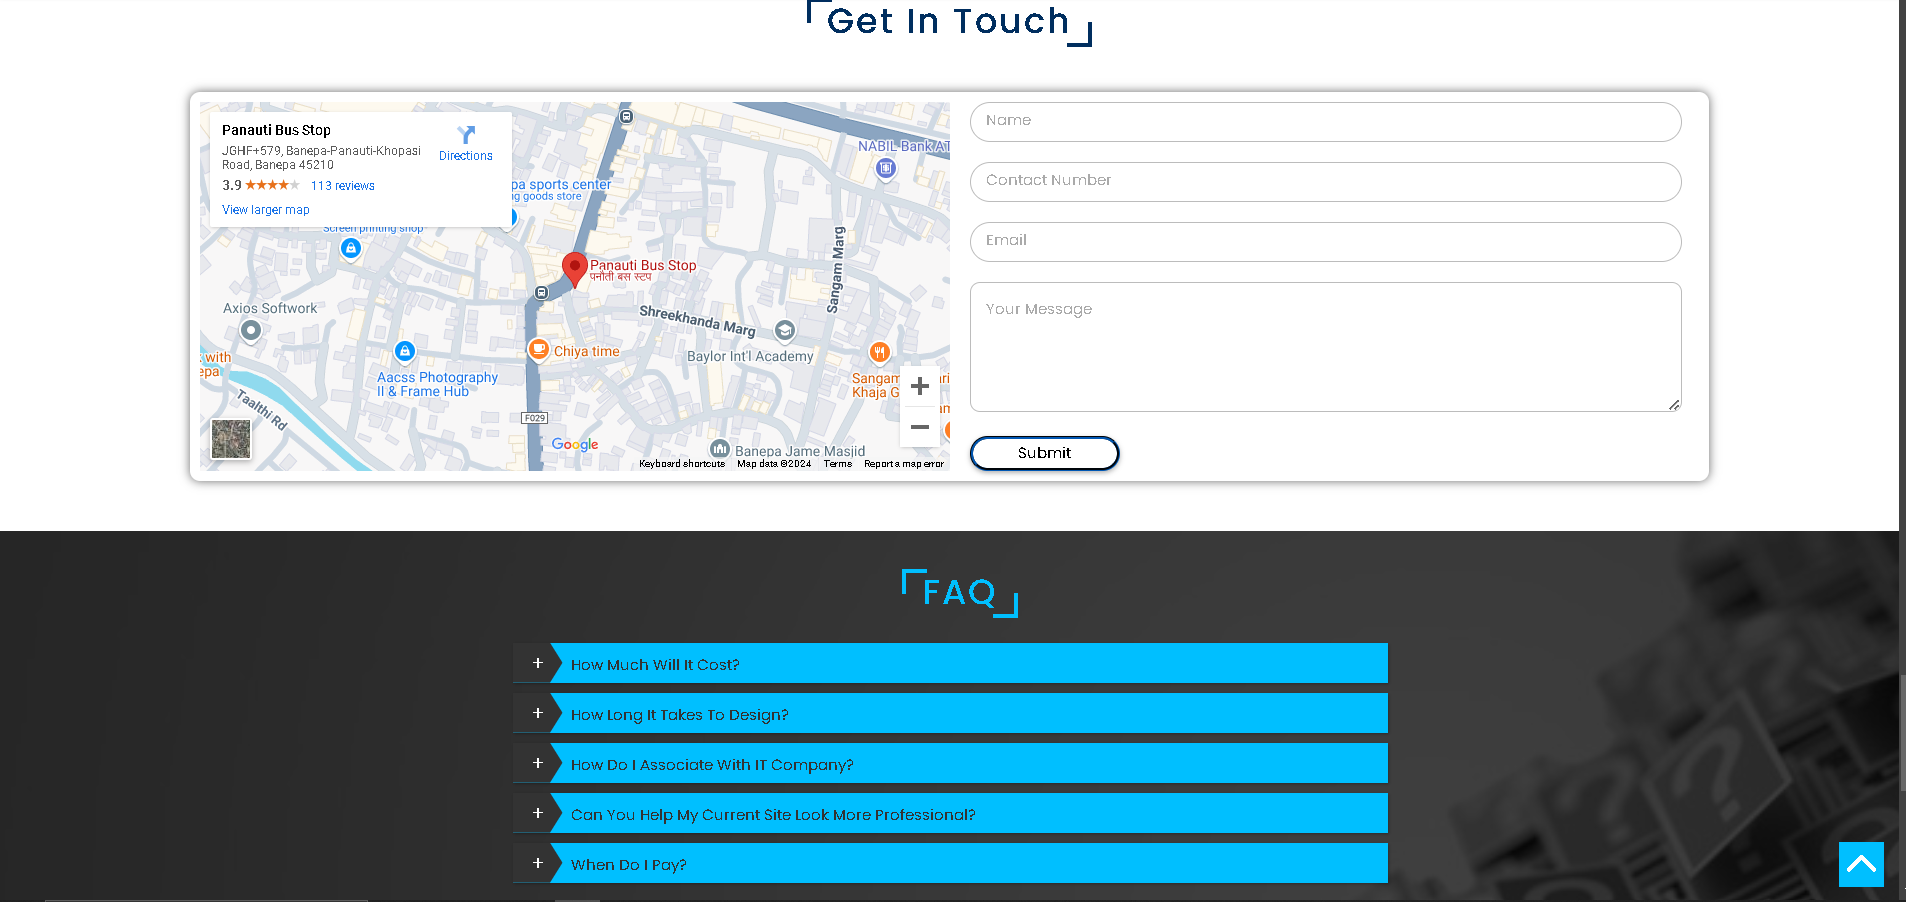 Get In Touch
Panauti Bus Stop
JGHF+579, Banepa-Panauti-Khopasi
Road, Banepa 45210
3.9
113 reviews
View larger map
Directions
NABIL Bank AT
pa sports center
ng goods store
Screen printing shop
Panauti Bus Stop
पनौती बस स्टप
Sangam Marg
Axios Softwork
Shreekhanda Marg
Chiya time
Baylor Int'l Academy
with
epa
Aacss Photography
II & Frame Hub
Sangam
Khaja G
Taalthi Rd
F029
Google
Banepa Jame Masjid
Keyboard shortcuts
Map data ©2024
Terms
Report a map error
Name
Contact Number
Email
Your Message
Submit
FAQ
+ How Much Will It Cost?
+ How Long It Takes To Design?
+ How Do I Associate With IT Company?
+ Can You Help My Current Site Look More Professional?
+ When Do I Pay?